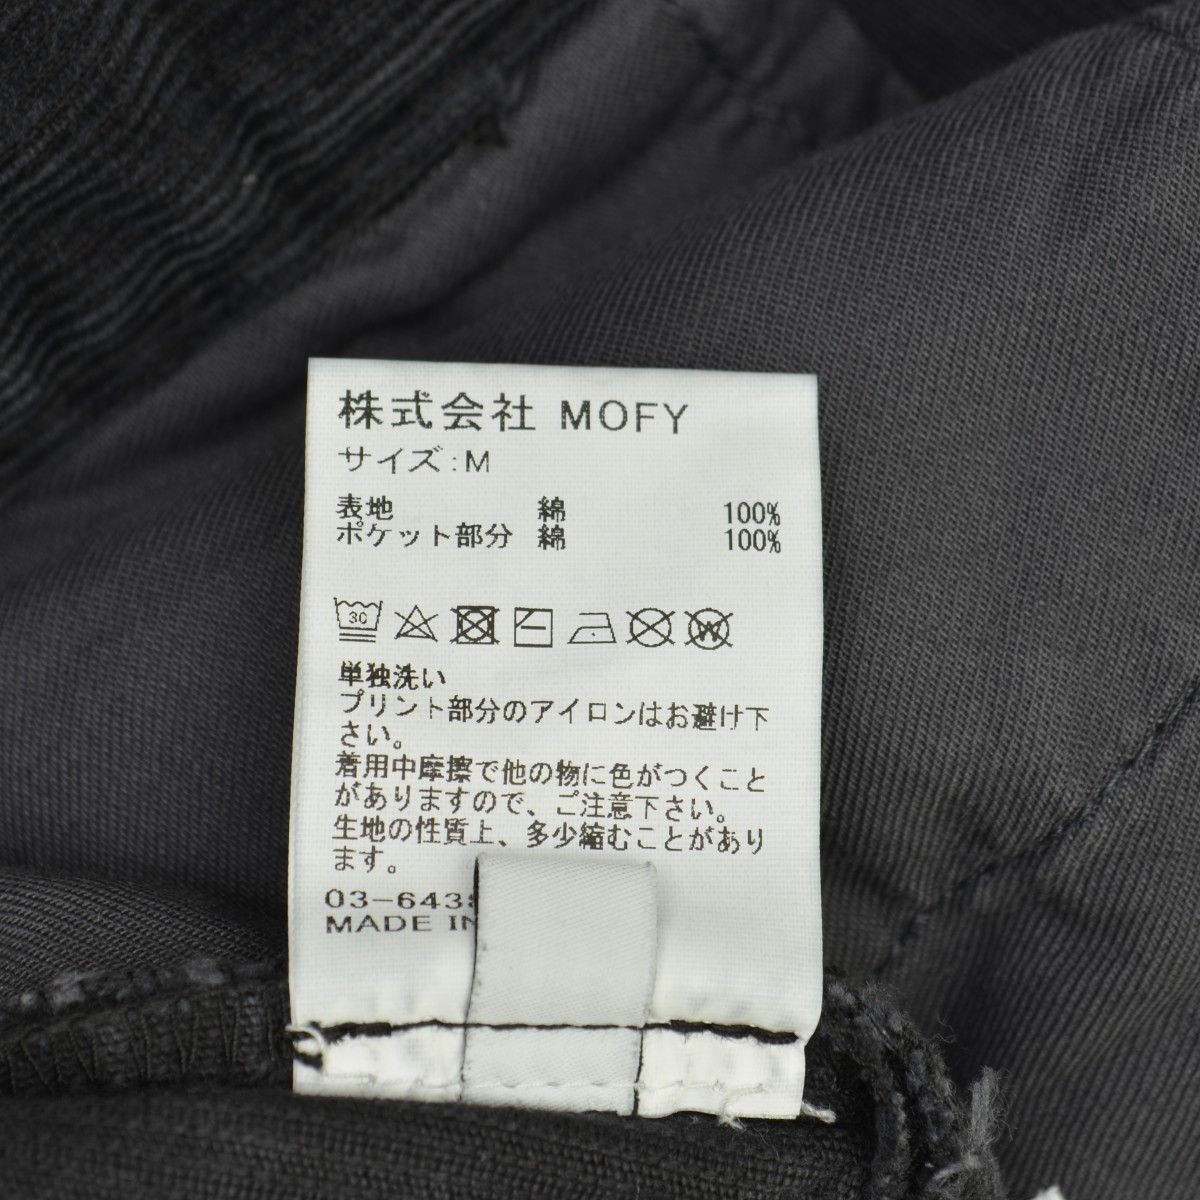 株式会社 MOFY
サイズ:M
表地 綿 100%
ポケット部分 綿 100%
30 W
単独洗い
プリント部分のアイロンはお避け下
さい。
着用中摩擦で他の物に色がつくこと
がありますので、ご注意下さい。
生地の性質上、多少縮むことがあり
ます。
03-643
MADE IN